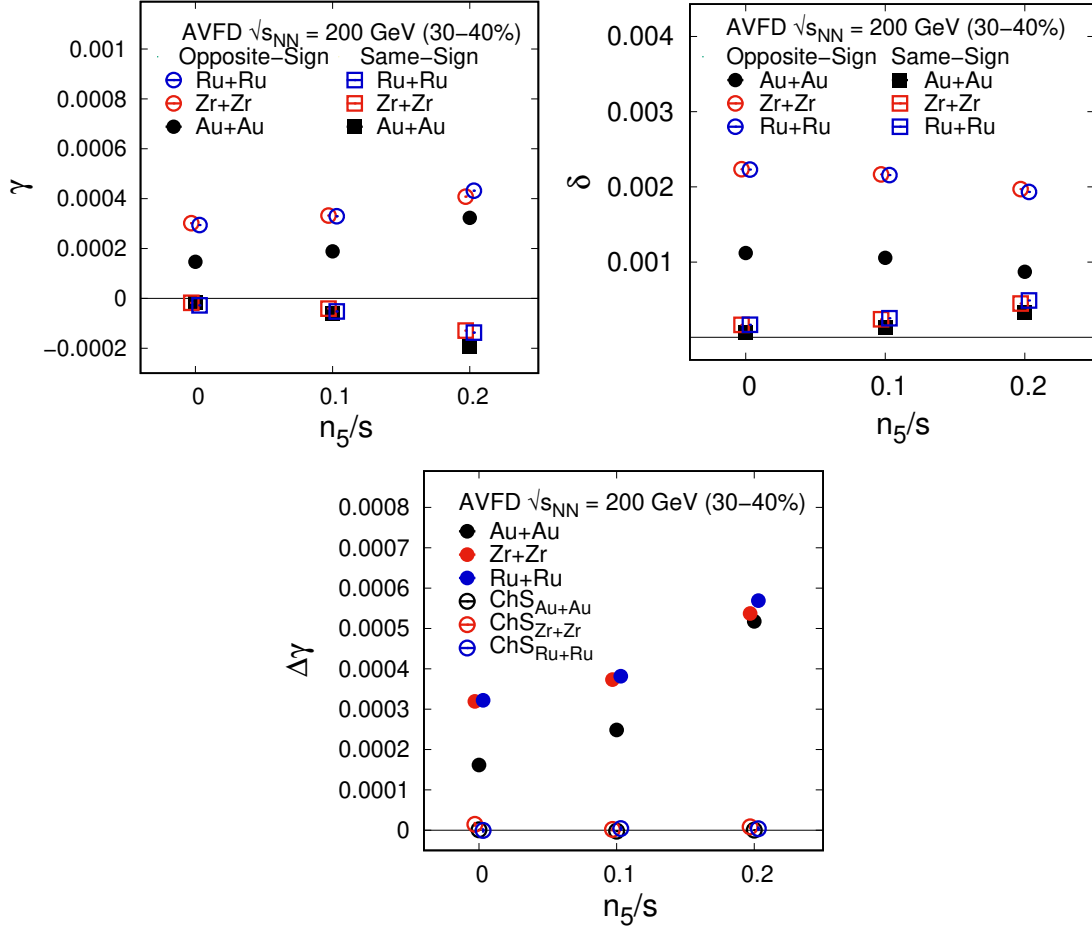 AVFD √sNN = 200 GeV (30−40%)
Opposite−Sign Same−Sign
Ru+Ru Ru+Ru
Zr+Zr Zr+Zr
Au+Au Au+Au
0.001
0.0008
0.0006
0.0004
0.0002
0
−0.0002
γ
0 0.1 0.2
n5/s
AVFD √sNN = 200 GeV (30−40%)
Opposite−Sign Same−Sign
Au+Au Au+Au
Zr+Zr Zr+Zr
Ru+Ru Ru+Ru
0.004
0.003
0.002
0.001
δ
0 0.1 0.2
n5/s
AVFD √sNN = 200 GeV (30−40%)
Au+Au
Zr+Zr
Ru+Ru
ChSAu+Au
ChSZr+Zr
ChSRu+Ru
0.0008
0.0007
0.0006
0.0005
0.0004
0.0003
0.0002
0.0001
0
Δγ
0 0.1 0.2
n5/s